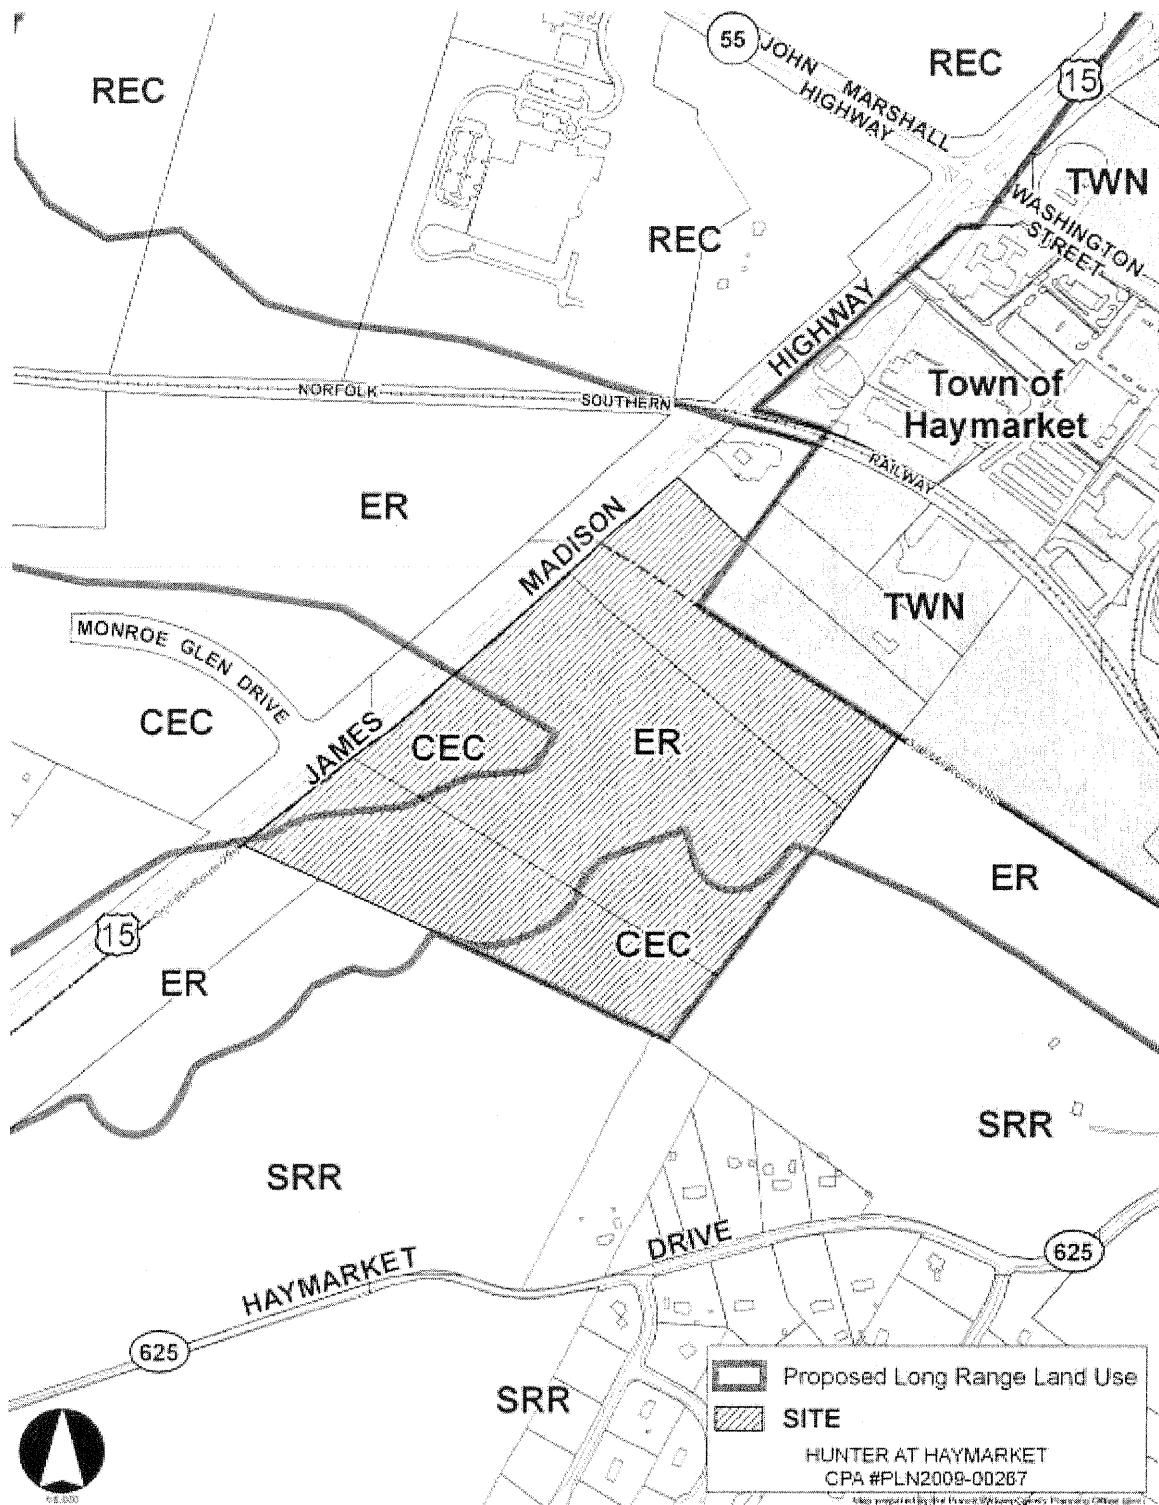 REC
55
JOHN MARSHALL
HIGHWAY
REC
15
TWN
WASHINGTON
STREET
REC
HIGHWAY
NORFOLK
SOUTHERN
RAILWAY
Town of
Haymarket
ER
MADISON
TWN
MONROE GLEN DRIVE
CEC
JAMES
CEC
ER
ER
15
ER
CEC
SRR
SRR
HAYMARKET
DRIVE
625
625
SRR
Proposed Long Range Land Use
SITE
HUNTER AT HAYMARKET
CPA #PLN2009-00267